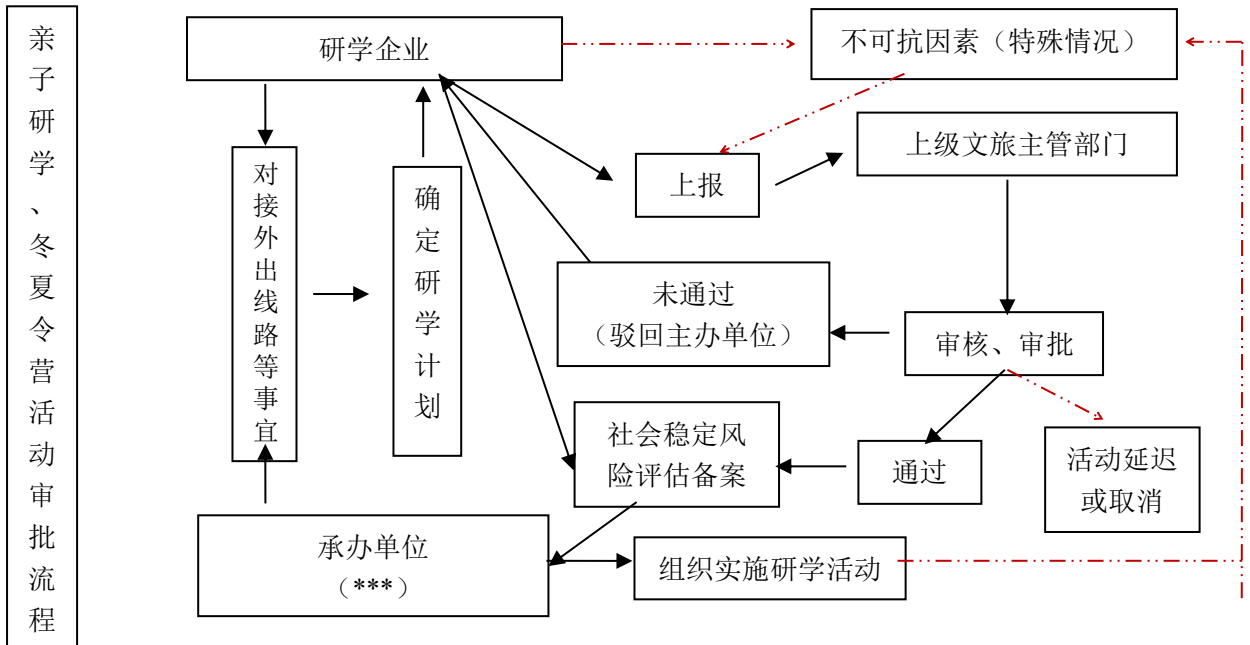 亲子研学、冬夏令营活动审批流程
研学企业
不可抗因素（特殊情况）
上级文旅主管部门
上报
对接外出线路等事宜
确定研学计划
未通过
（驳回主办单位）
审核、审批
社会稳定风
险评估备案
通过
活动延迟
或取消
承办单位
（***）
组织实施研学活动